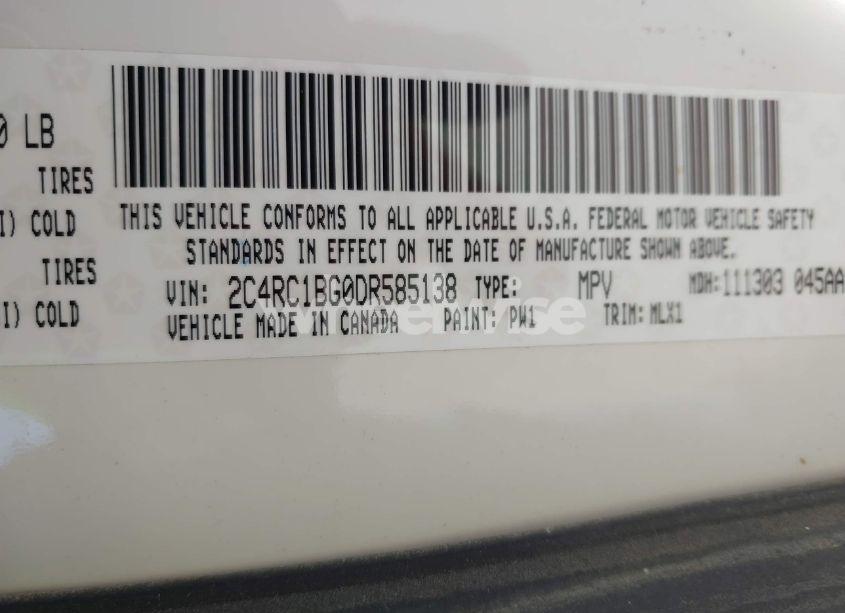 0 LB
TIRES
I) COLD
TIRES
I) COLD
THIS VEHICLE CONFORMS TO ALL APPLICABLE U.S.A. FEDERAL MOTOR VEHICLE SAFETY
STANDARDS IN EFFECT ON THE DATE OF MANUFACTURE SHOWN ABOVE.
VIN: 2C4RC1BG0DR585138 TYPE: MPV MDH:111303 045AA
VEHICLE MADE IN CANADA PAINT: PW1 TRIM: MLX1